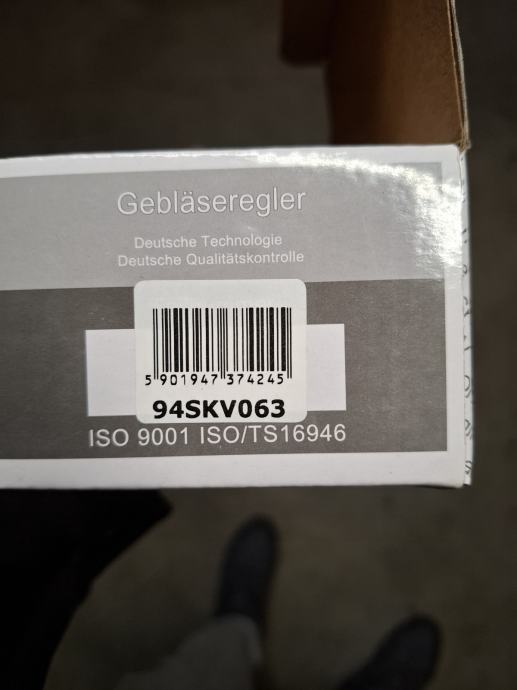 Gebläseregler
Deutsche Technologie
Deutsche Qualitätskontrolle
5 901947 374245
94SKV063
ISO 9001 ISO/TS16946